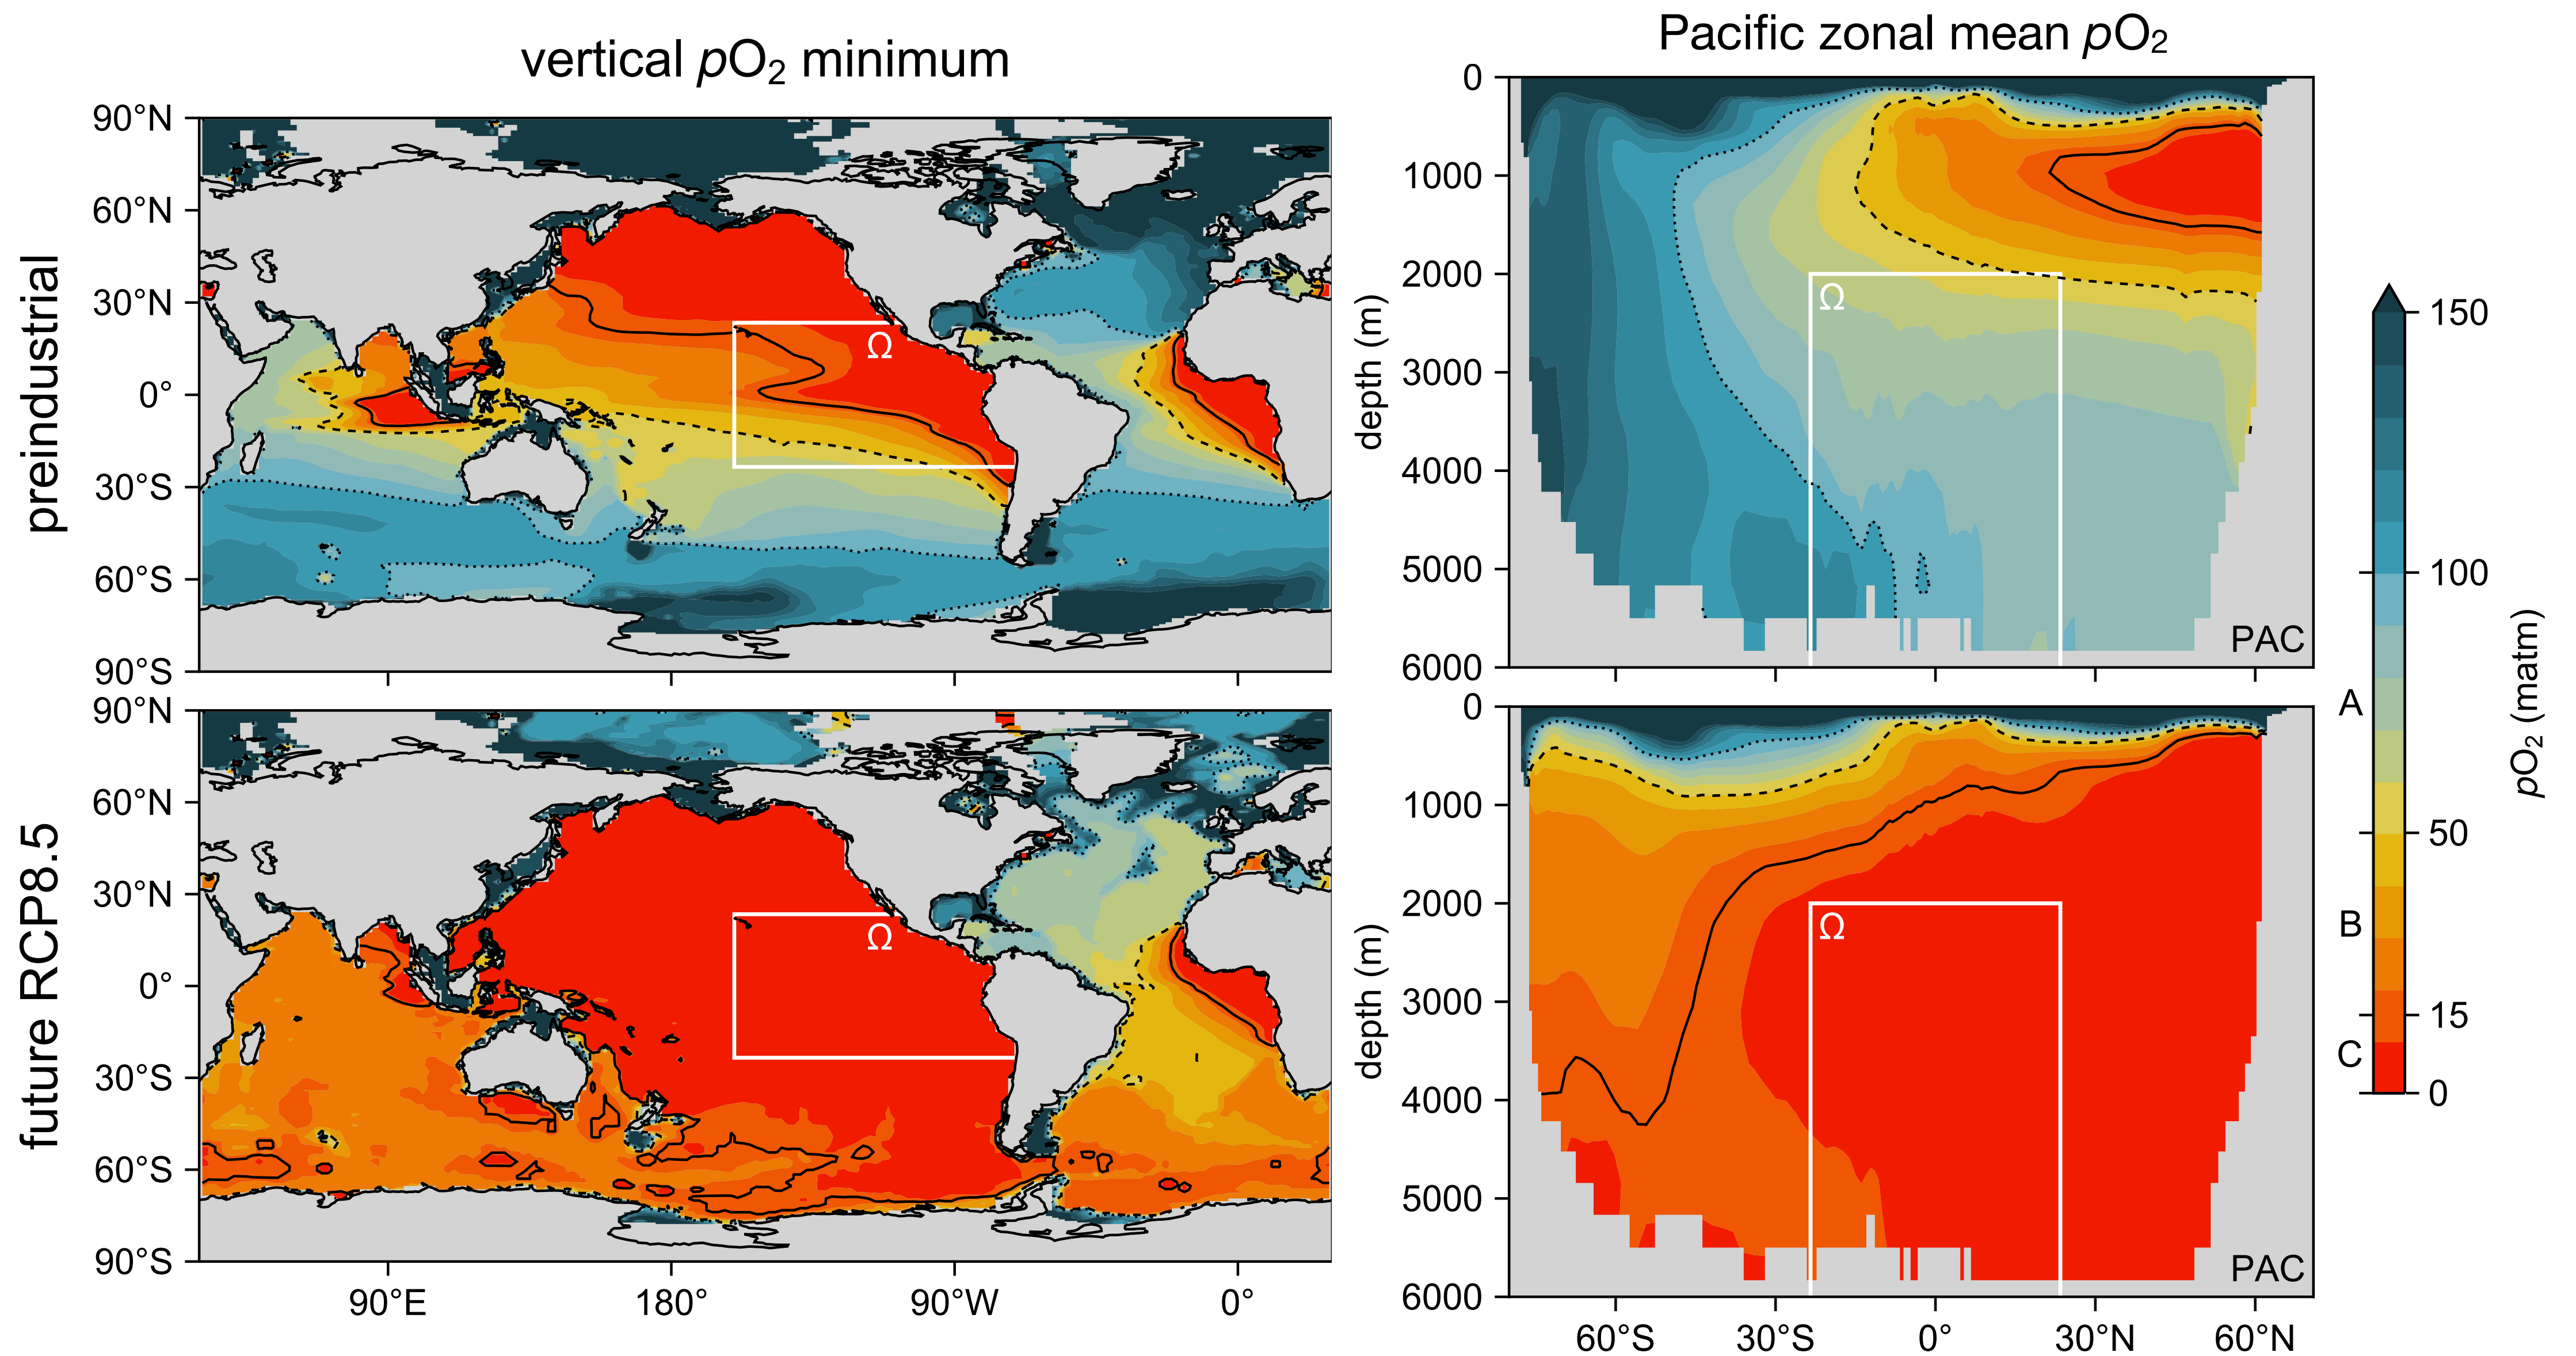 vertical pO₂ minimum
Pacific zonal mean pO₂
preindustrial
90°N
60°N
30°N
0°
30°S
60°S
90°S
Ω
depth (m)
0
1000
2000
3000
4000
5000
6000
Ω
PAC
future RCP8.5
90°N
60°N
30°N
0°
30°S
60°S
90°S
90°E
180°
90°W
0°
Ω
depth (m)
0
1000
2000
3000
4000
5000
6000
60°S
30°S
0°
30°N
60°N
Ω
PAC
150
100
50
15
0
A
B
C
pO₂ (matm)